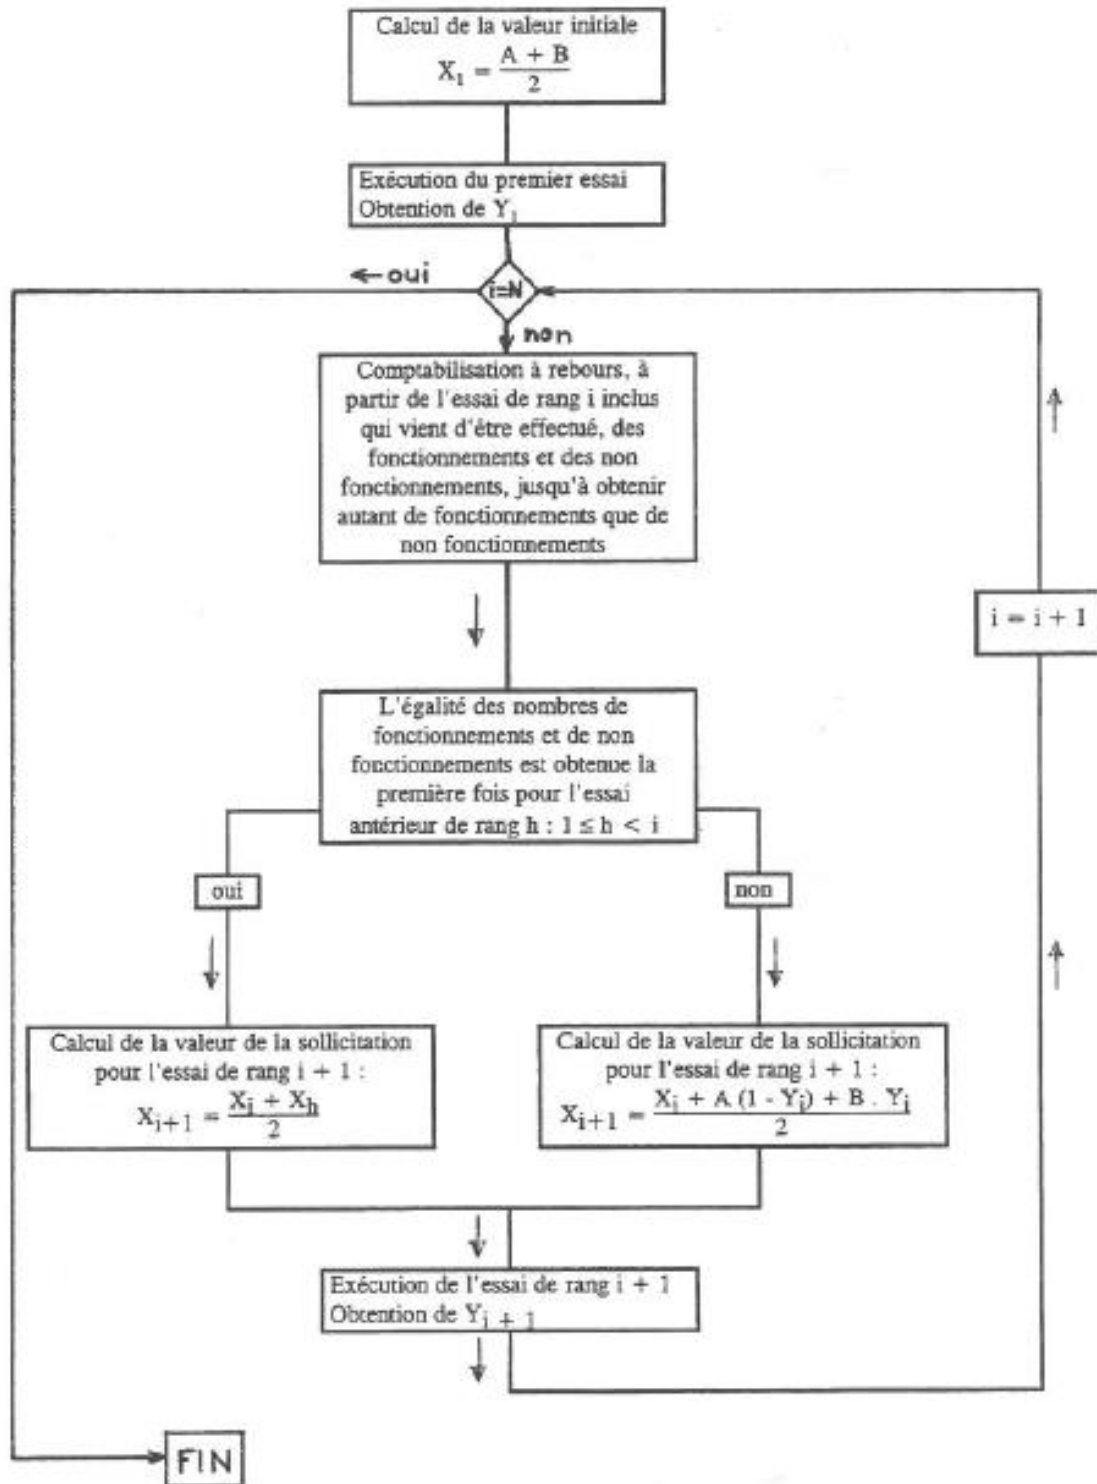 Calcul de la valeur initiale
X₁ = (A + B) / 2
Exécution du premier essai
Obtention de Y₁
← oui
i=N
non
Comptabilisation à rebours, à
partir de l'essai de rang i inclus
qui vient d'être effectué, des
fonctionnements et des non
fonctionnements, jusqu'à obtenir
autant de fonctionnements que de
non fonctionnements
i = i + 1
L'égalité des nombres de
fonctionnements et de non
fonctionnements est obtenue la
première fois pour l'essai
antérieur de rang h : 1 ≤ h < i
oui
non
Calcul de la valeur de la sollicitation
pour l'essai de rang i + 1 :
Xᵢ₊₁ = (Xᵢ + Xₕ) / 2
Calcul de la valeur de la sollicitation
pour l'essai de rang i + 1 :
Xᵢ₊₁ = (Xᵢ + A (1 - Yᵢ) + B . Yᵢ) / 2
Exécution de l'essai de rang i + 1
Obtention de Yᵢ₊₁
FIN